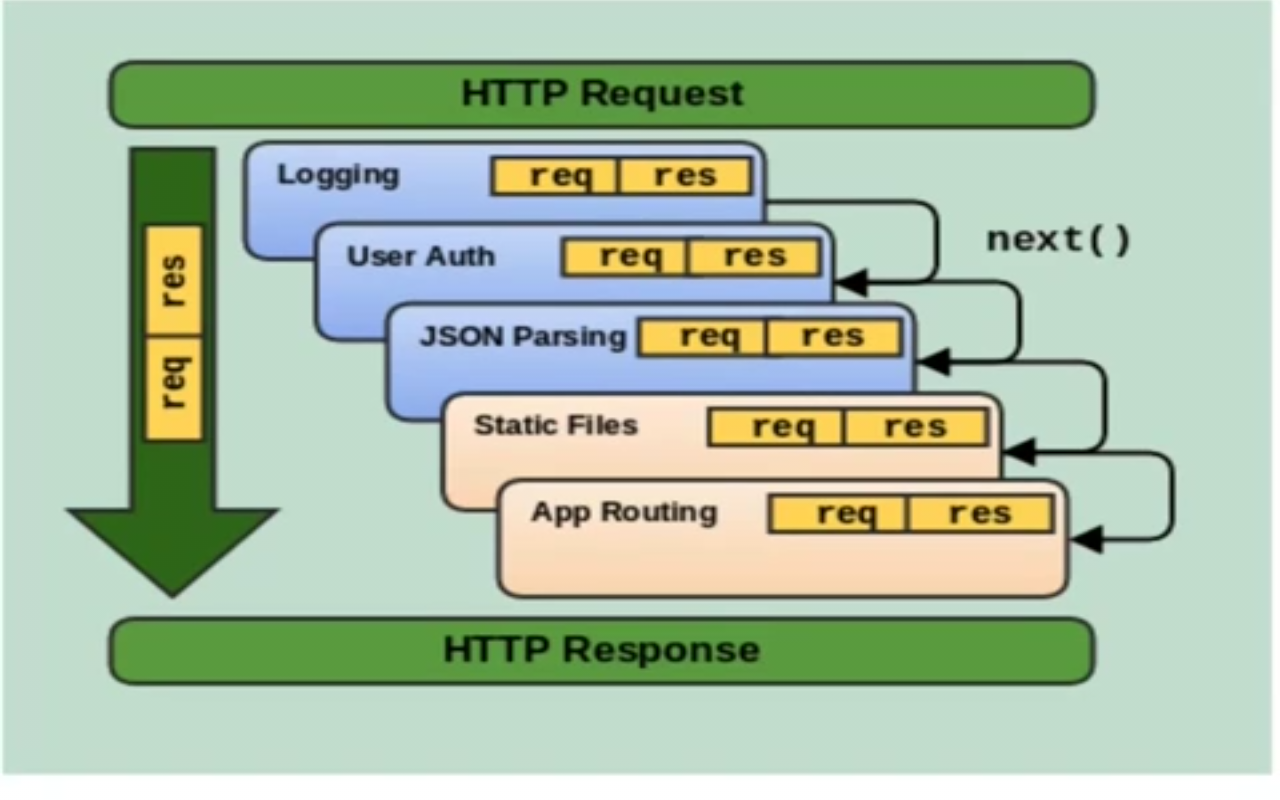 HTTP Request
Logging req res
next()
User Auth req res
res
JSON Parsing req res
req
Static Files req res
App Routing req res
HTTP Response